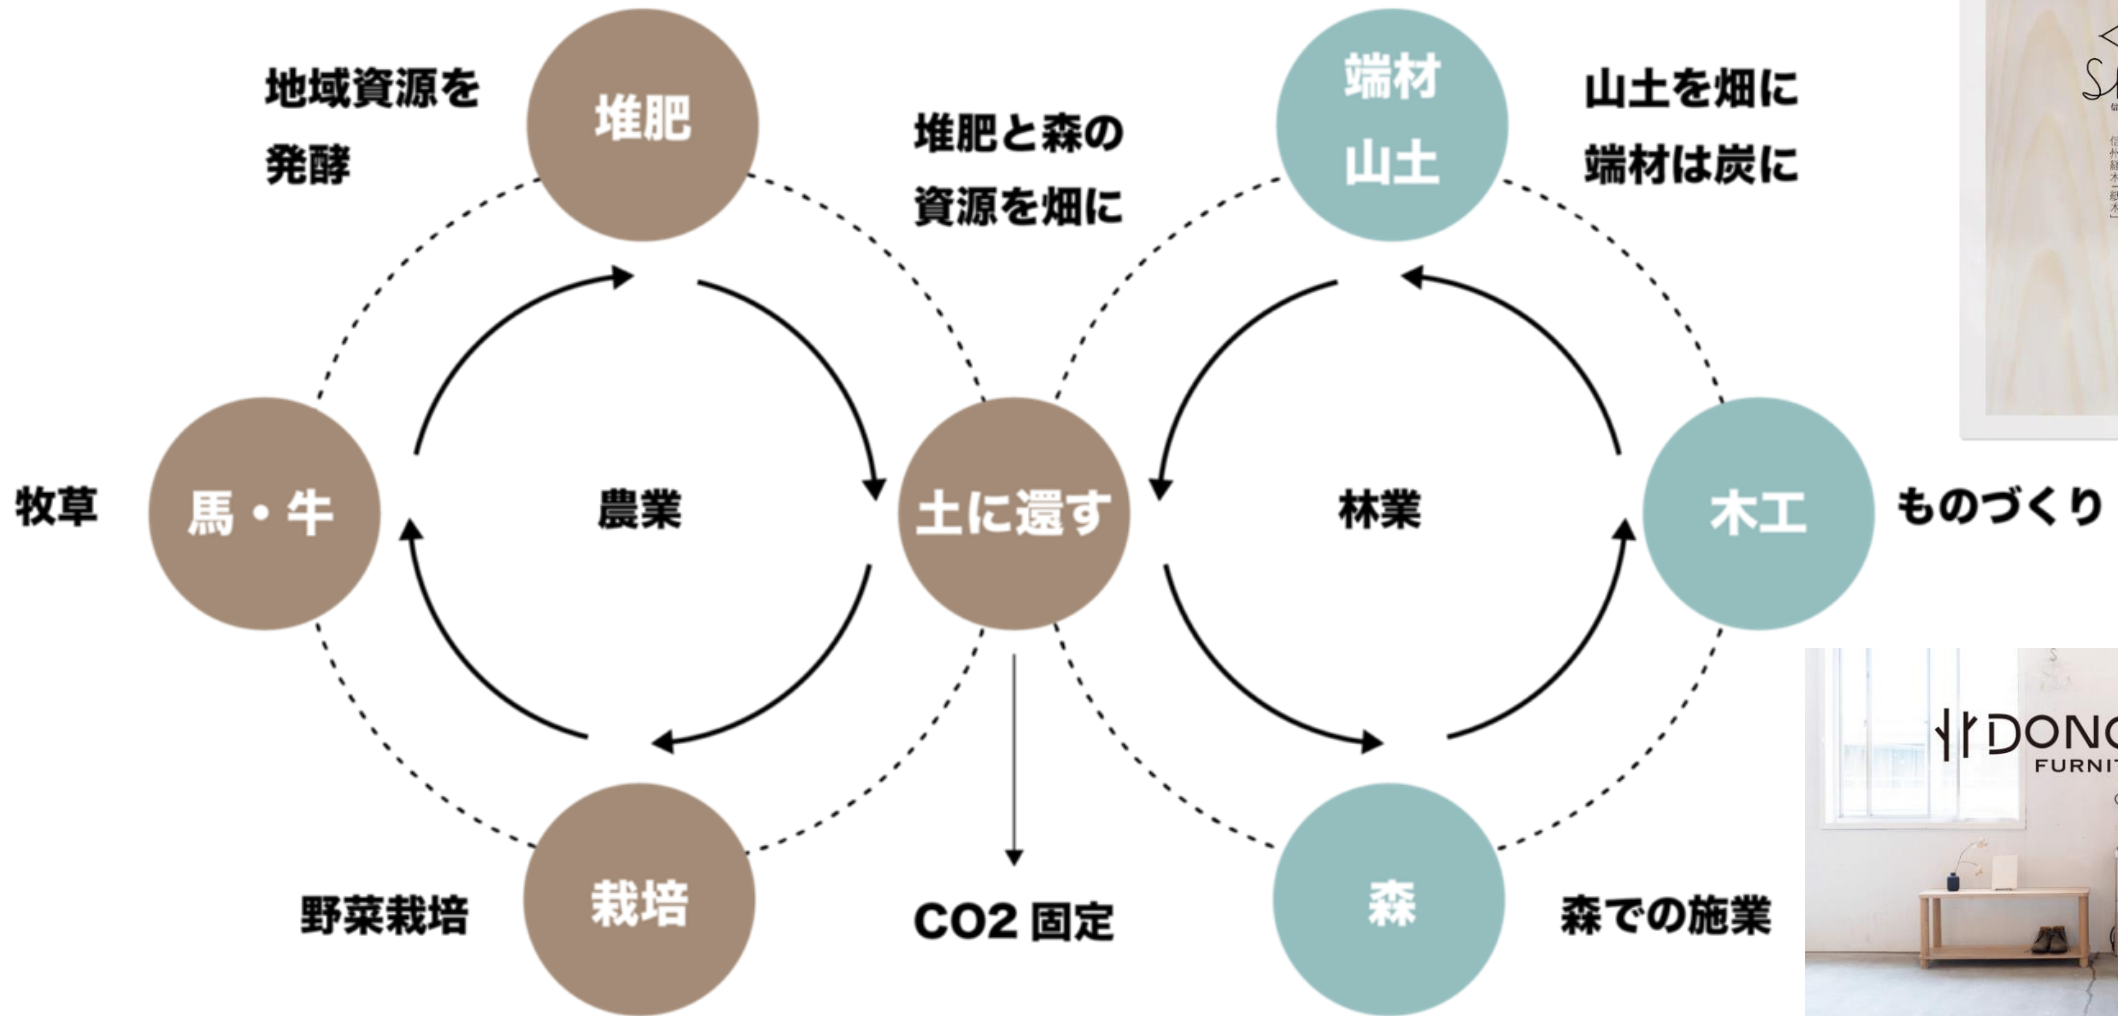 地域資源を
発酵
堆肥
堆肥と森の
資源を畑に
端材
山土
山土を畑に
端材は炭に
牧草
馬・牛
農業
土に還す
林業
木工
ものづくり
野菜栽培
栽培
CO2 固定
森
森での施業